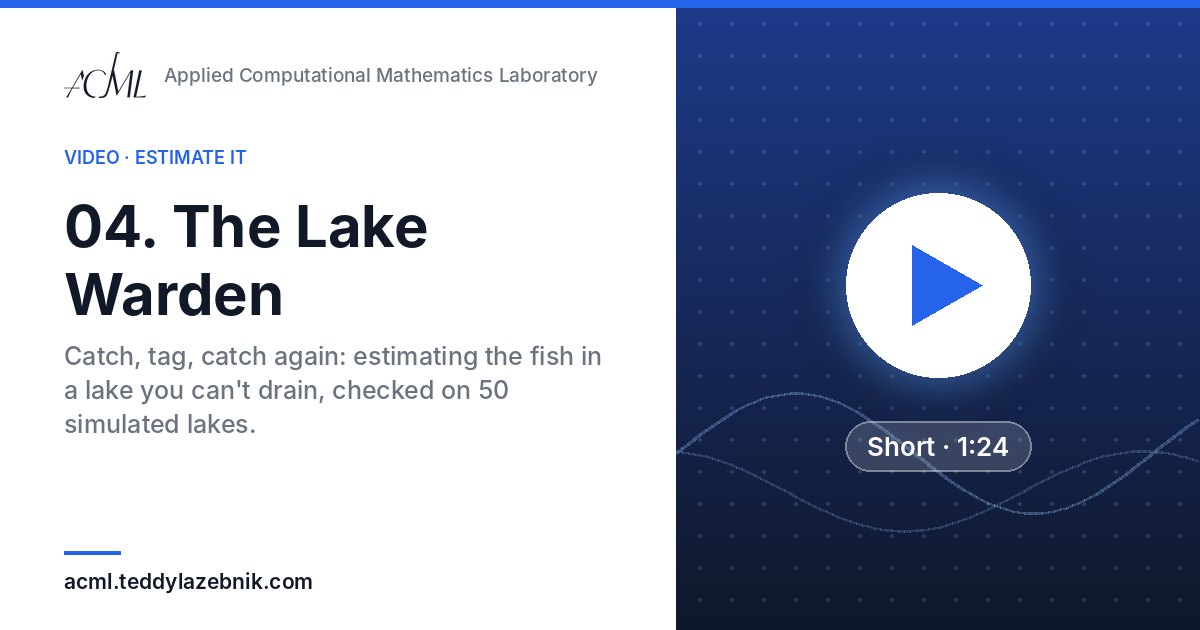 ACML
Applied Computational Mathematics Laboratory
VIDEO · ESTIMATE IT
04. The Lake
Warden
Catch, tag, catch again: estimating the fish in
a lake you can't drain, checked on 50
simulated lakes.
Short · 1:24
acml.teddylazebnik.com